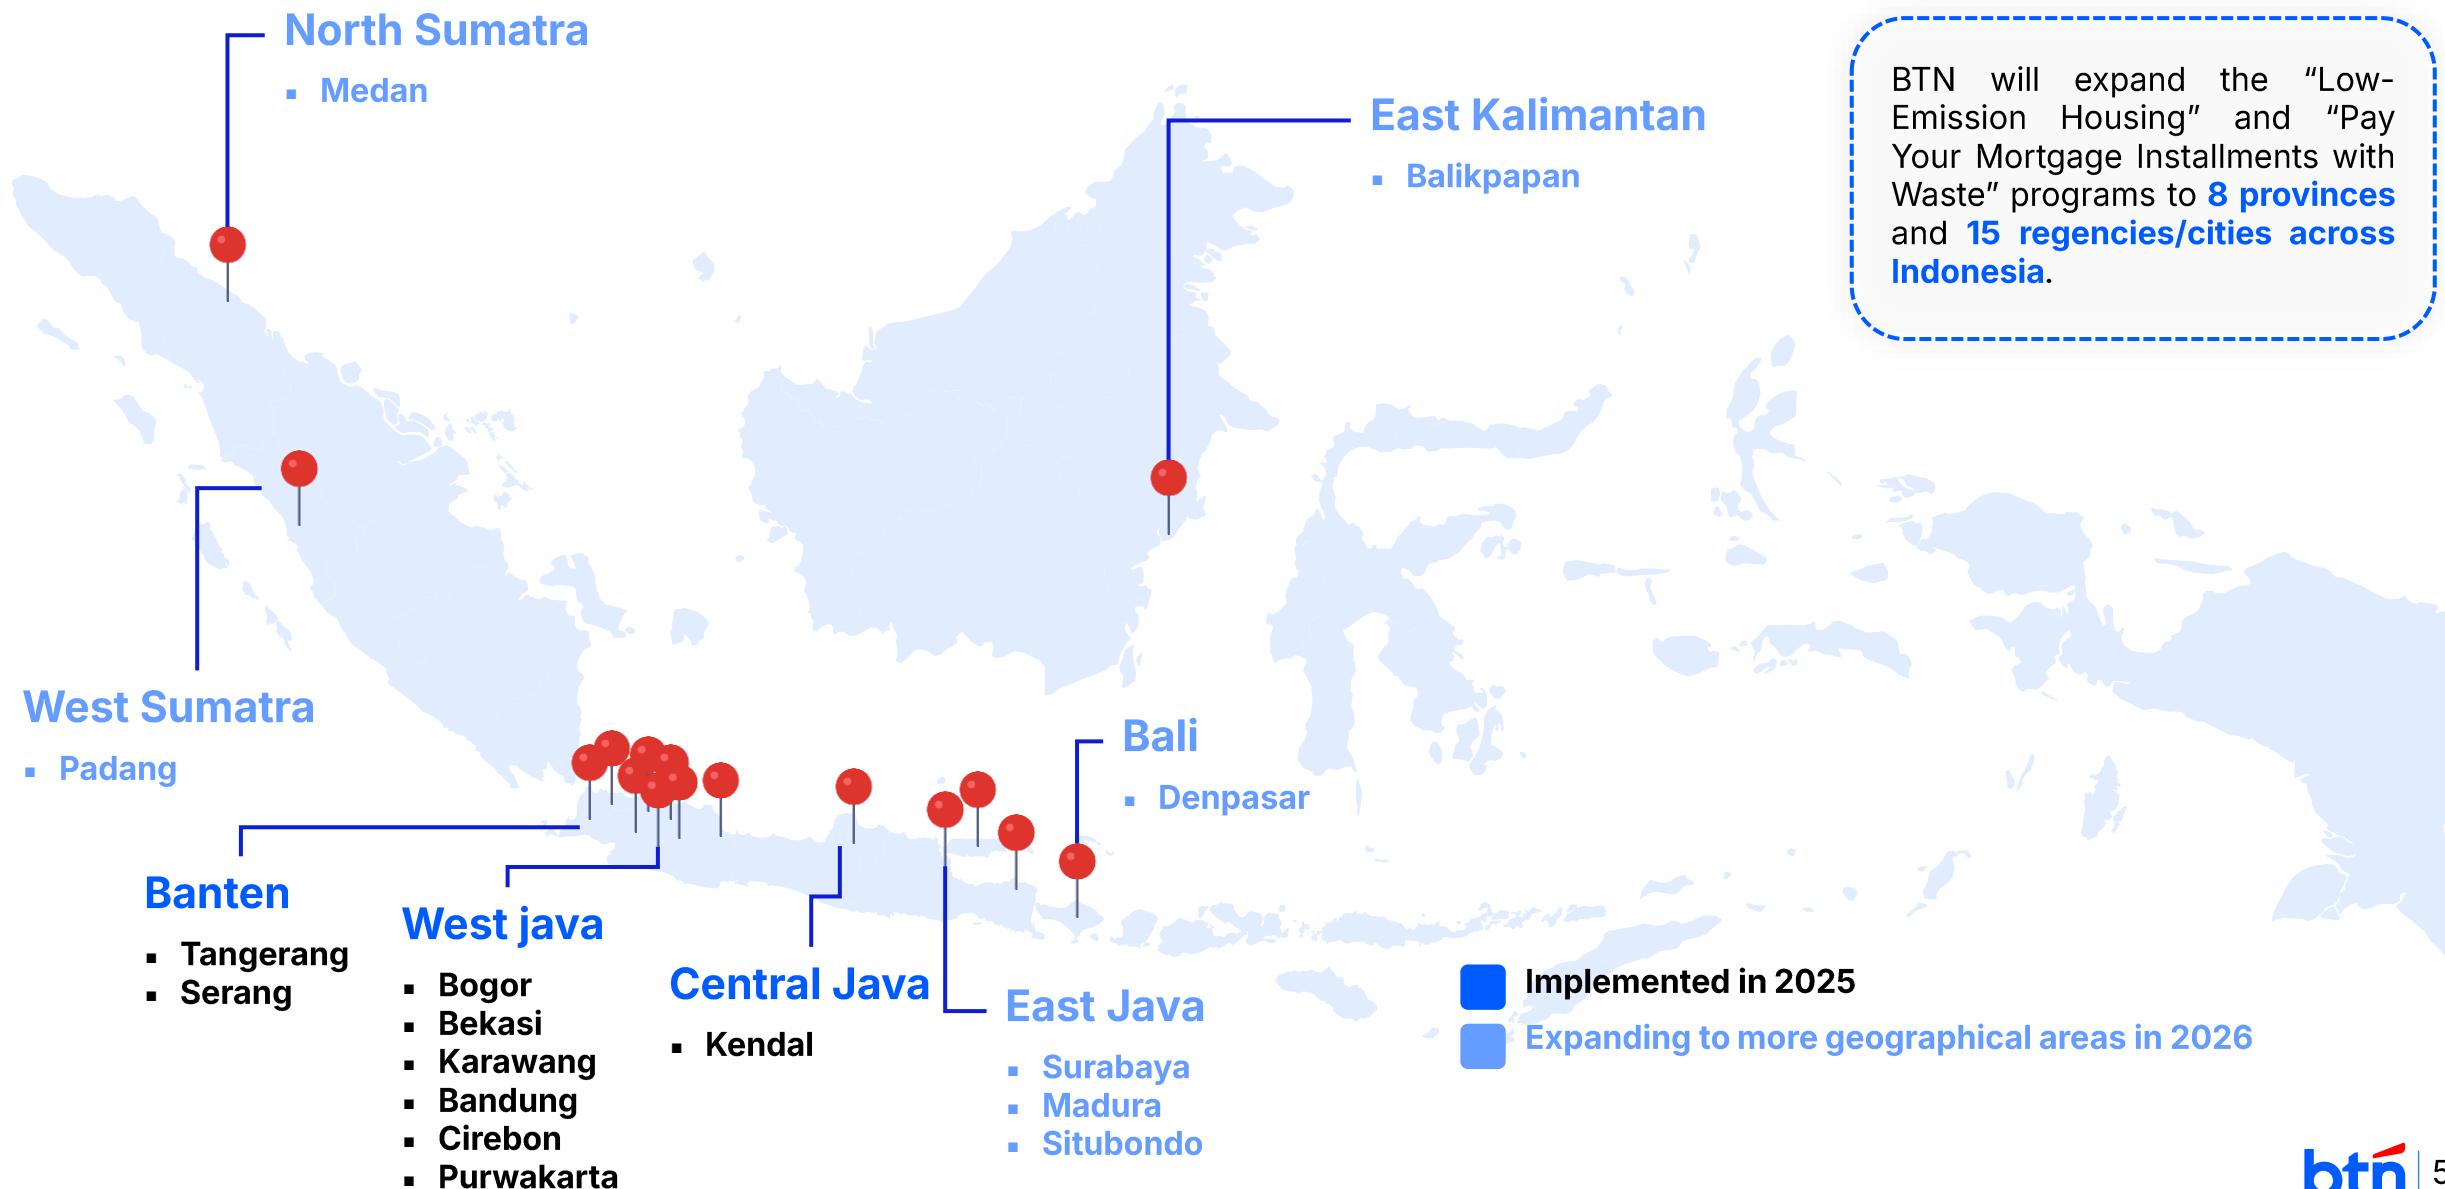 North Sumatra
▪ Medan
East Kalimantan
▪ Balikpapan
BTN will expand the “Low-
Emission Housing” and “Pay
Your Mortgage Installments with
Waste” programs to 8 provinces
and 15 regencies/cities across
Indonesia.
West Sumatra
▪ Padang
Bali
▪ Denpasar
Banten
▪ Tangerang
▪ Serang
West java
▪ Bogor
▪ Bekasi
▪ Karawang
▪ Bandung
▪ Cirebon
▪ Purwakarta
Central Java
▪ Kendal
East Java
▪ Surabaya
▪ Madura
▪ Situbondo
Implemented in 2025
Expanding to more geographical areas in 2026
btn
5